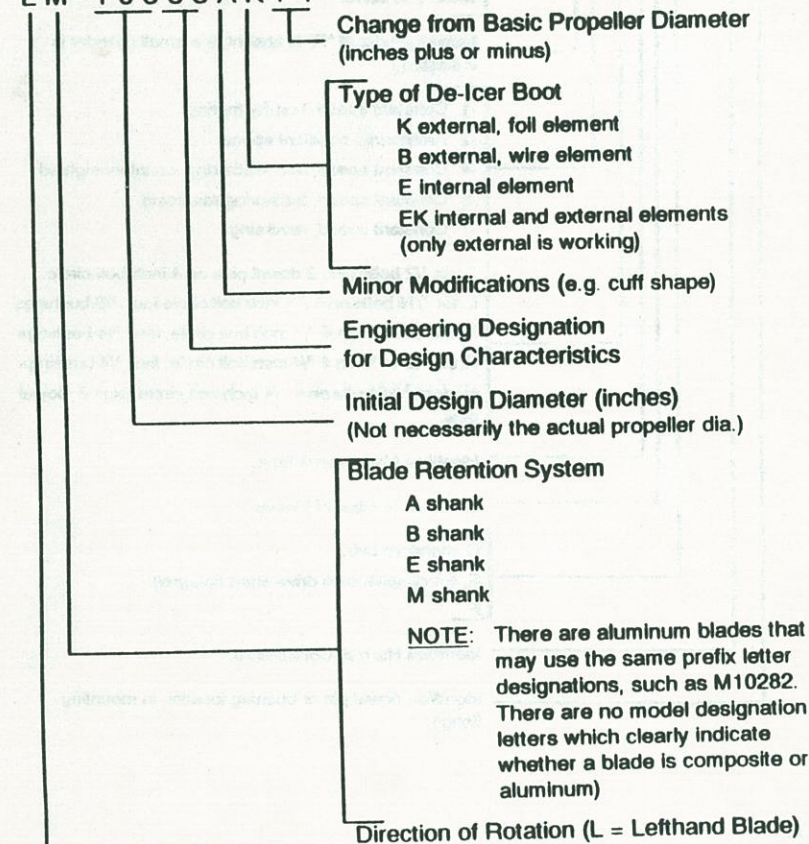 Change from Basic Propeller Diameter
(inches plus or minus)
Type of De-Icer Boot
K external, foil element
B external, wire element
E internal element
EK internal and external elements
(only external is working)
Minor Modifications (e.g. cuff shape)
Engineering Designation
for Design Characteristics
Initial Design Diameter (inches)
(Not necessarily the actual propeller dia.)
Blade Retention System
A shank
B shank
E shank
M shank
NOTE: There are aluminum blades that
may use the same prefix letter
designations, such as M10282.
There are no model designation
letters which clearly indicate
whether a blade is composite or
aluminum)
Direction of Rotation (L = Lefthand Blade)